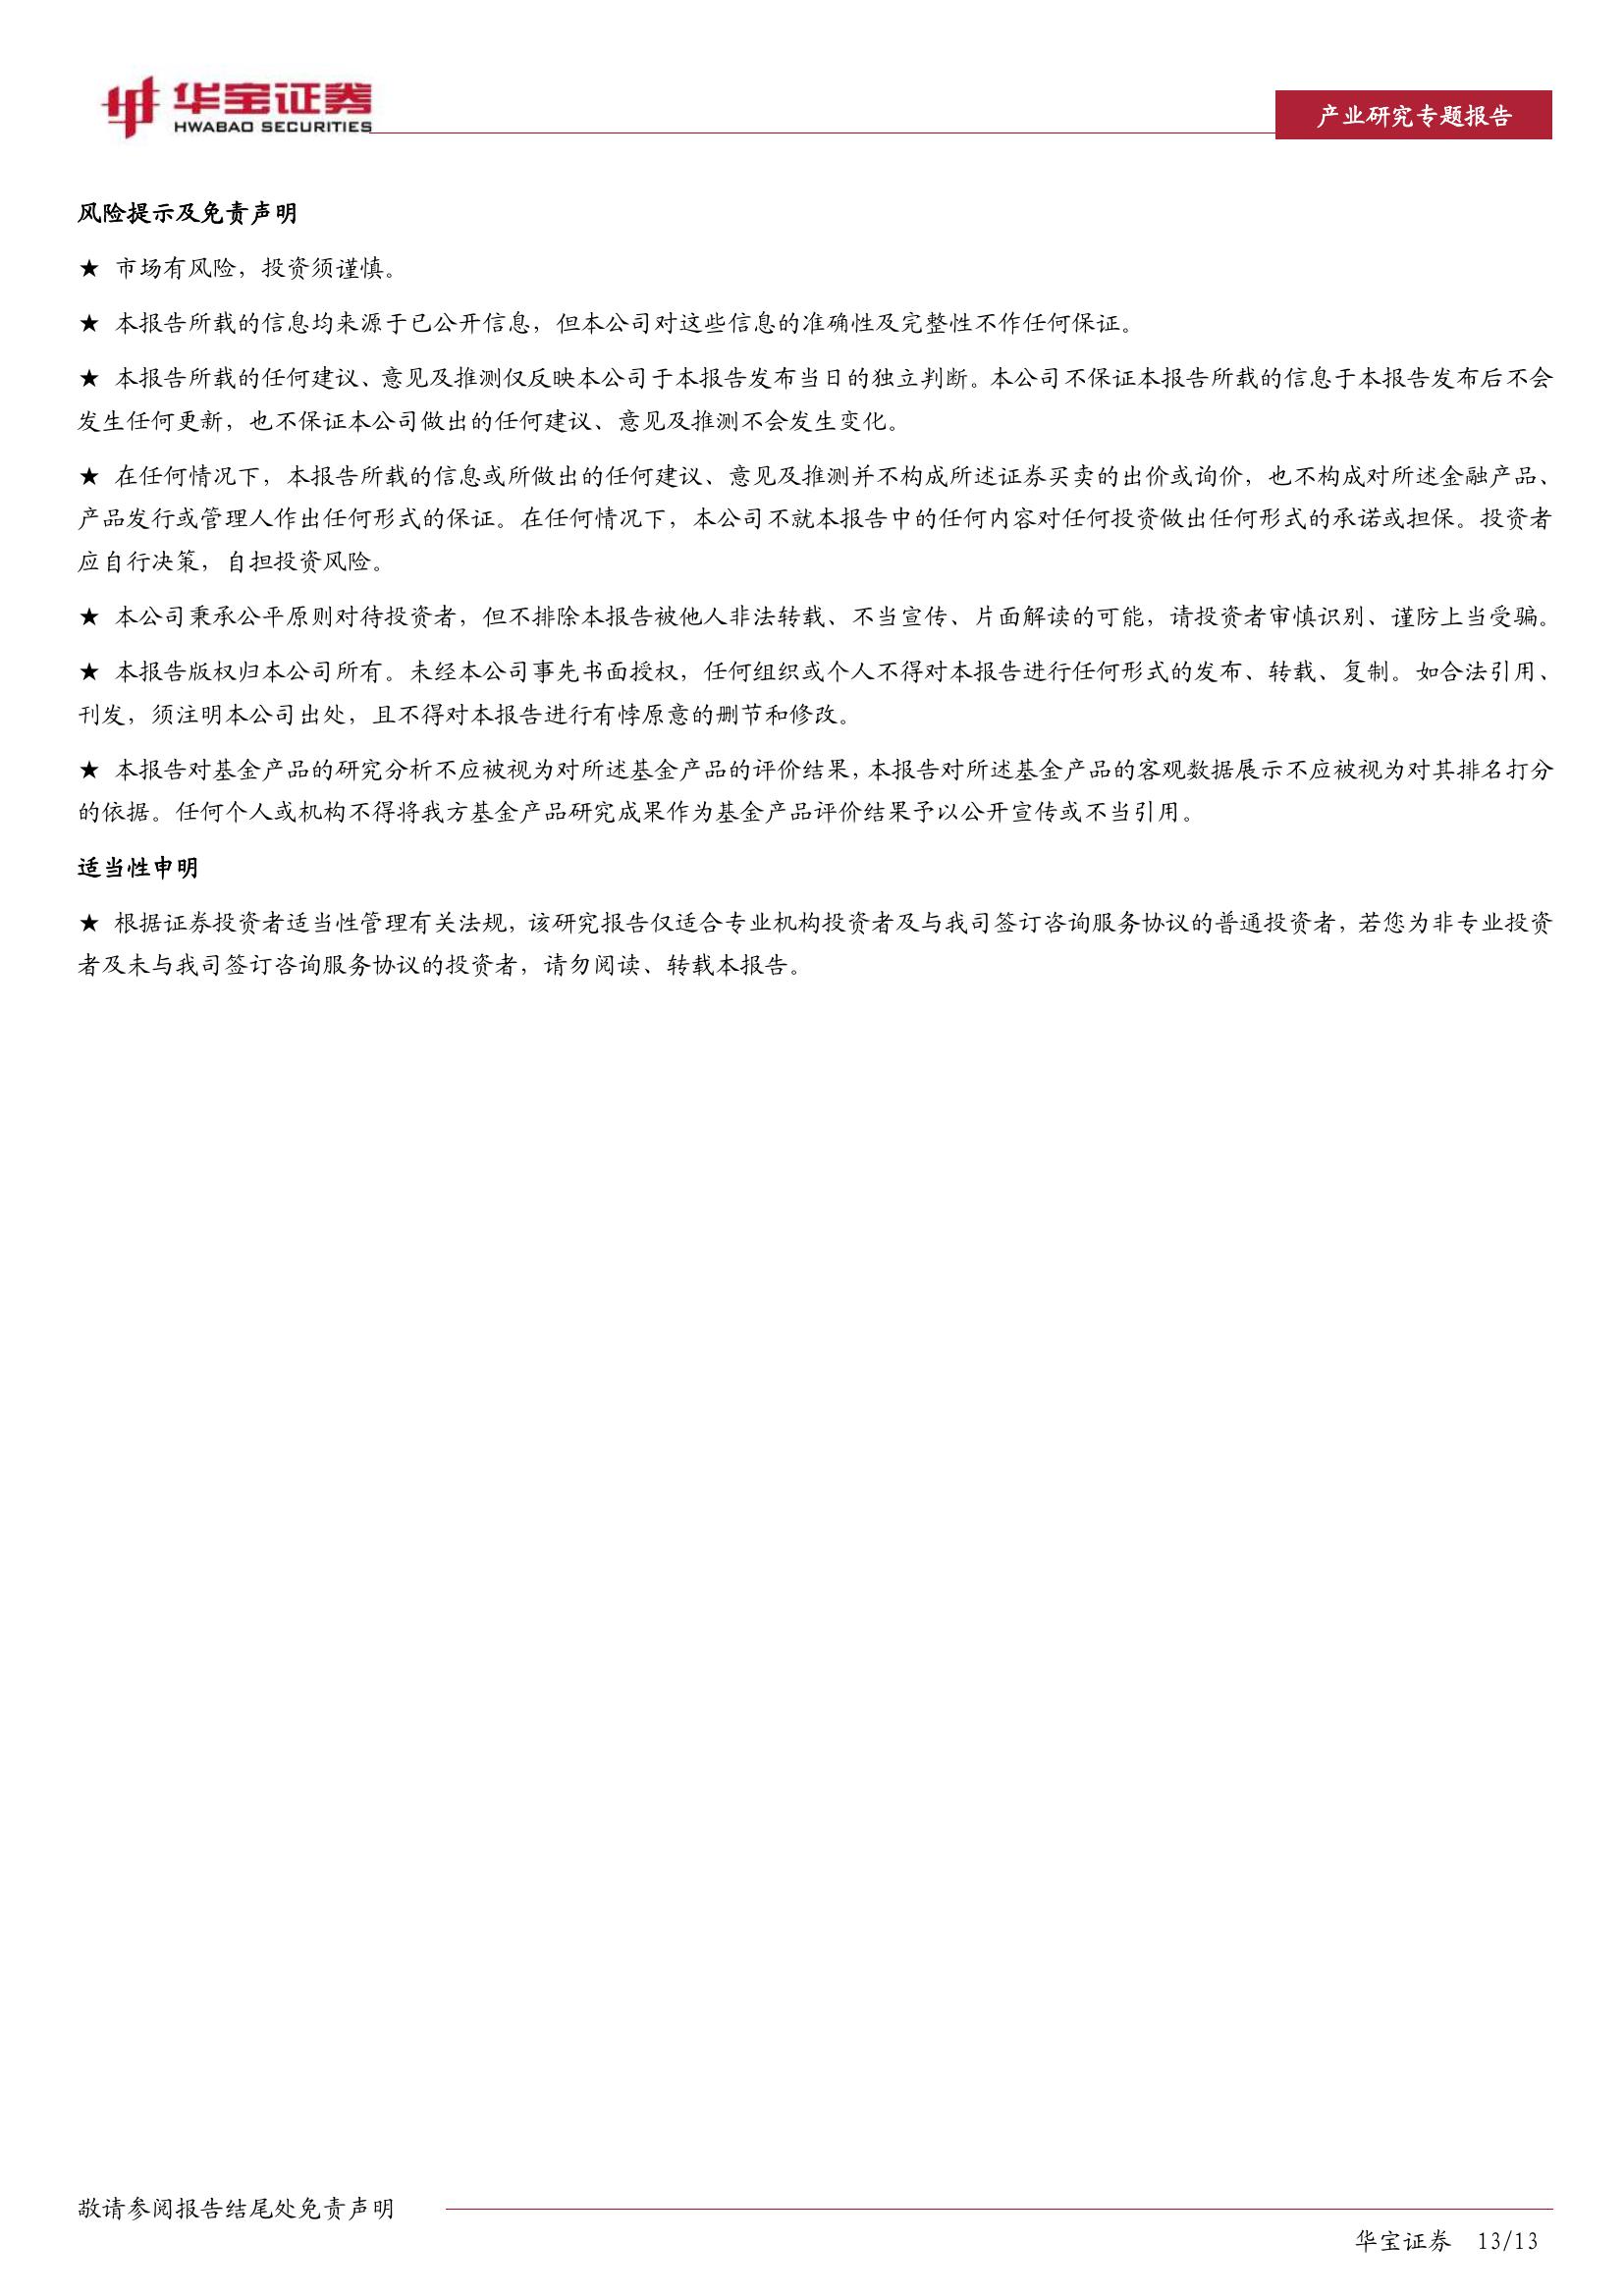 华宝证券
HWABAO SECURITIES
产业研究专题报告
风险提示及免责声明
★ 市场有风险，投资须谨慎。
★ 本报告所载的信息均来源于已公开信息，但本公司对这些信息的准确性及完整性不作任何保证。
★ 本报告所载的任何建议、意见及推测仅反映本公司于本报告发布当日的独立判断。本公司不保证本报告所载的信息于本报告发布后不会
发生任何更新，也不保证本公司做出的任何建议、意见及推测不会发生变化。
★ 在任何情况下，本报告所载的信息或所做出的任何建议、意见及推测并不构成所述证券买卖的出价或询价，也不构成对所述金融产品、
产品发行或管理人作出任何形式的保证。在任何情况下，本公司不就本报告中的任何内容对任何投资做出任何形式的承诺或担保。投资者
应自行决策，自担投资风险。
★ 本公司秉承公平原则对待投资者，但不排除本报告被他人非法转载、不当宣传、片面解读的可能，请投资者审慎识别、谨防上当受骗。
★ 本报告版权归本公司所有。未经本公司事先书面授权，任何组织或个人不得对本报告进行任何形式的发布、转载、复制。如合法引用、
刊发，须注明本公司出处，且不得对本报告进行有悖原意的删节和修改。
★ 本报告对基金产品的研究分析不应被视为对所述基金产品的评价结果，本报告对所述基金产品的客观数据展示不应被视为对其排名打分
的依据。任何个人或机构不得将我方基金产品研究成果作为基金产品评价结果予以公开宣传或不当引用。
适当性申明
★ 根据证券投资者适当性管理有关法规，该研究报告仅适合专业机构投资者及与我司签订咨询服务协议的普通投资者，若您为非专业投资
者及未与我司签订咨询服务协议的投资者，请勿阅读、转载本报告。
敬请参阅报告结尾处免责声明
华宝证券 13/13